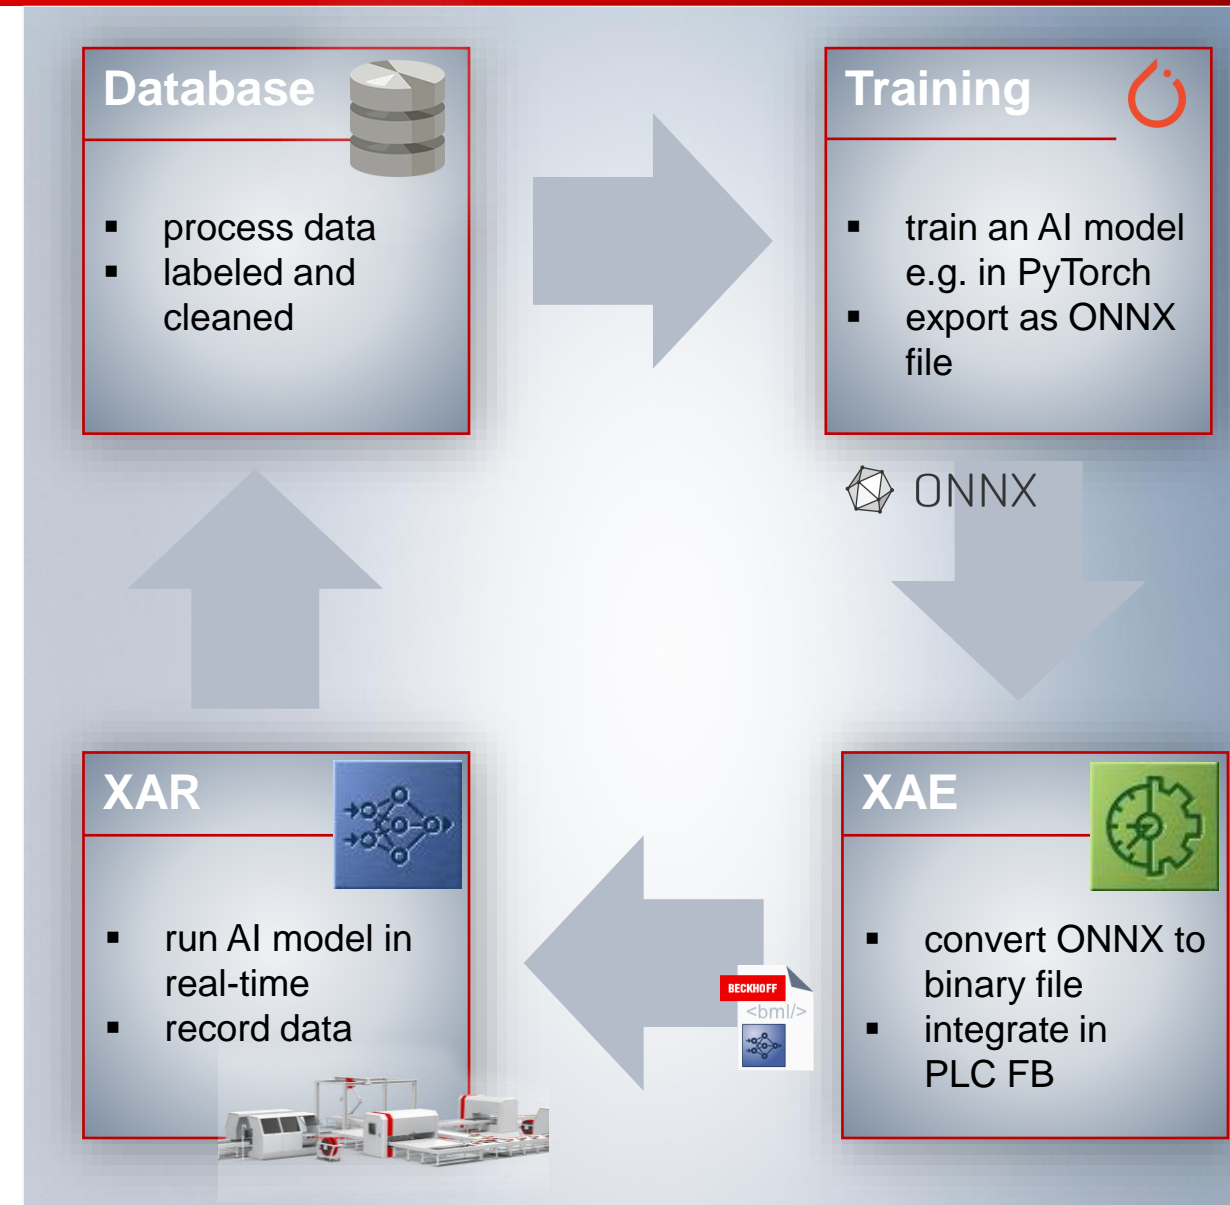 Database
▪ process data
▪ labeled and
cleaned
Training
▪ train an AI model
e.g. in PyTorch
▪ export as ONNX
file
ONNX
XAR
▪ run AI model in
real-time
▪ record data
XAE
▪ convert ONNX to
binary file
▪ integrate in
PLC FB
BECKHOFF
<bml/>